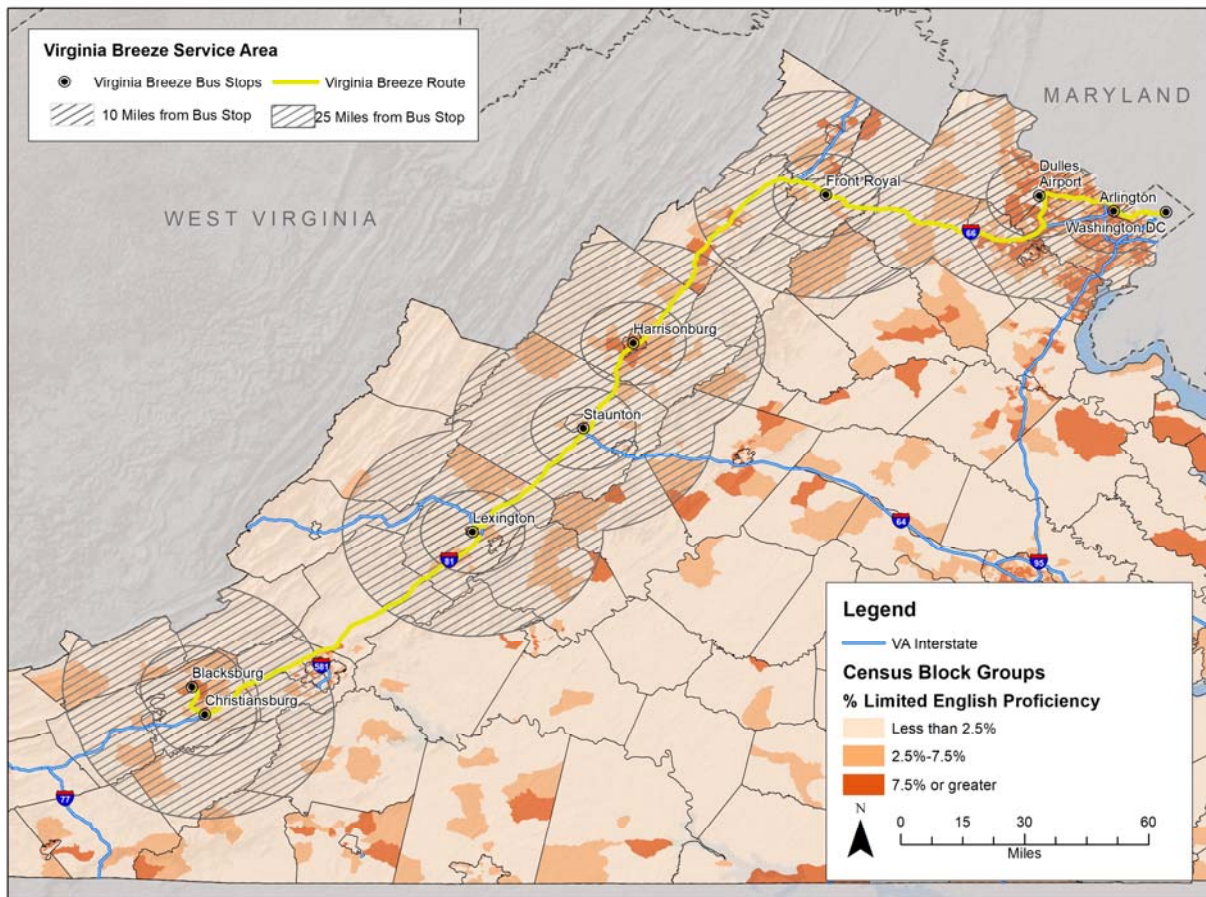 Virginia Breeze Service Area
Virginia Breeze Bus Stops
Virginia Breeze Route
10 Miles from Bus Stop
25 Miles from Bus Stop
MARYLAND
WEST VIRGINIA
Dulles
Airport
Front Royal
Arlington
66
Washington DC
Harrisonburg
Staunton
Lexington
64
81
95
581
Blacksburg
Christiansburg
77
Legend
VA Interstate
Census Block Groups
% Limited English Proficiency
Less than 2.5%
2.5%-7.5%
7.5% or greater
N
0 15 30 60
Miles